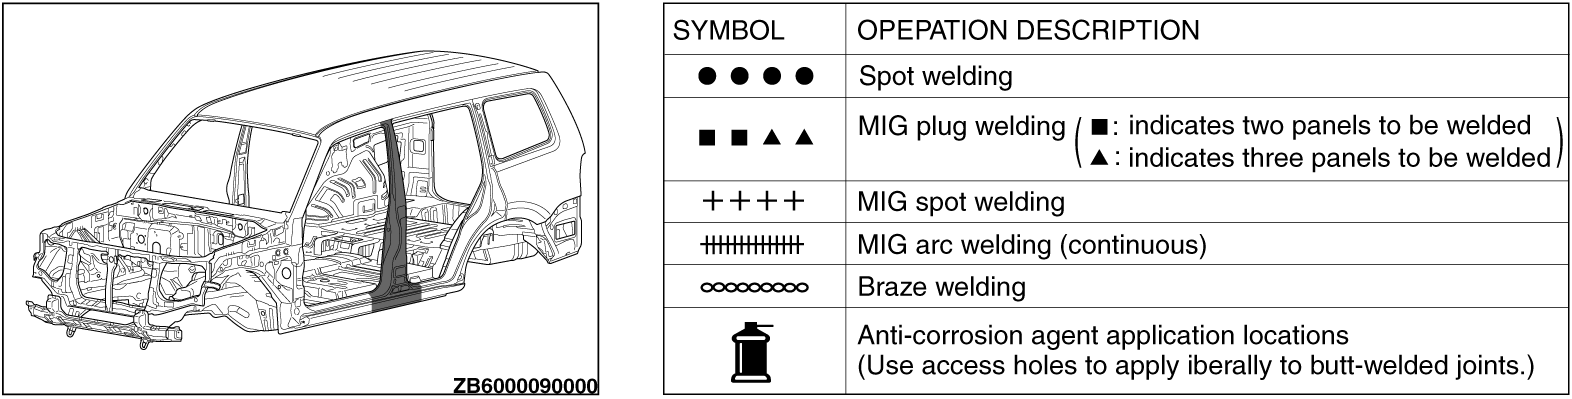 ZB6000090000
SYMBOL OPEPATION DESCRIPTION
Spot welding
MIG plug welding ( ■: indicates two panels to be welded
▲: indicates three panels to be welded )
MIG spot welding
MIG arc welding (continuous)
Braze welding
Anti-corrosion agent application locations
(Use access holes to apply iberally to butt-welded joints.)